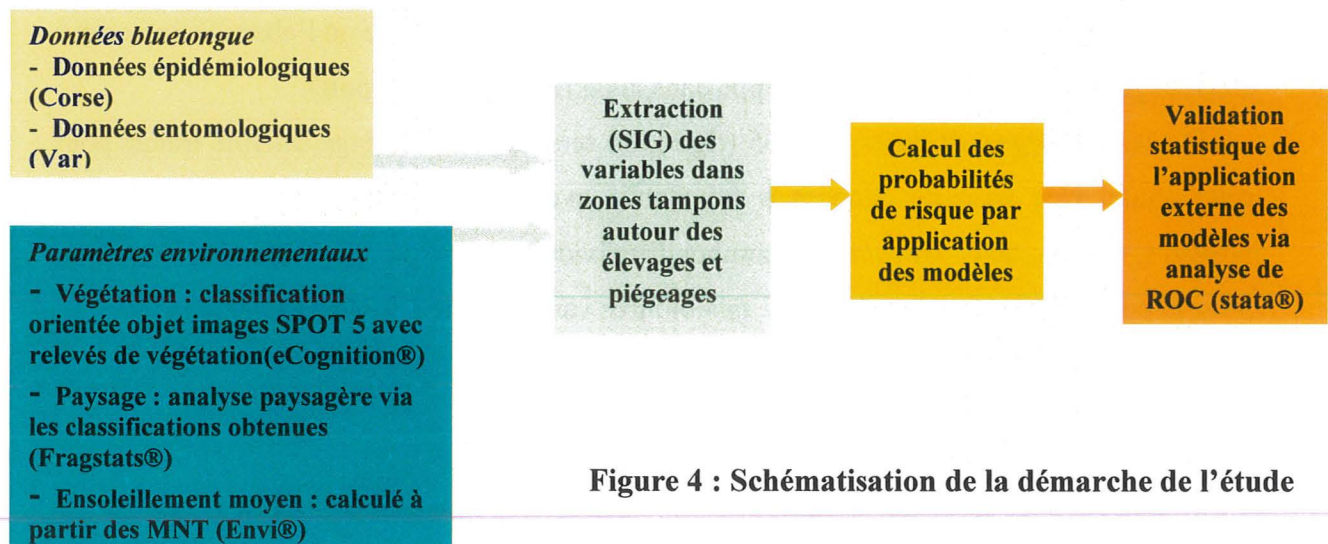 Données bluetongue
- Données épidémiologiques
(Corse)
- Données entomologiques
(Var)
Paramètres environnementaux
- Végétation : classification
orientée objet images SPOT 5 avec
relevés de végétation(eCognition®)
- Paysage : analyse paysagère via
les classifications obtenues
(Fragstats®)
- Ensoleillement moyen : calculé à
partir des MNT (Envi®)
Extraction
(SIG) des
variables dans
zones tampons
autour des
élevages et
piégeages
Calcul des
probabilités
de risque par
application
des modèles
Validation
statistique de
l'application
externe des
modèles via
analyse de
ROC (stata®)
Figure 4 : Schématisation de la démarche de l'étude